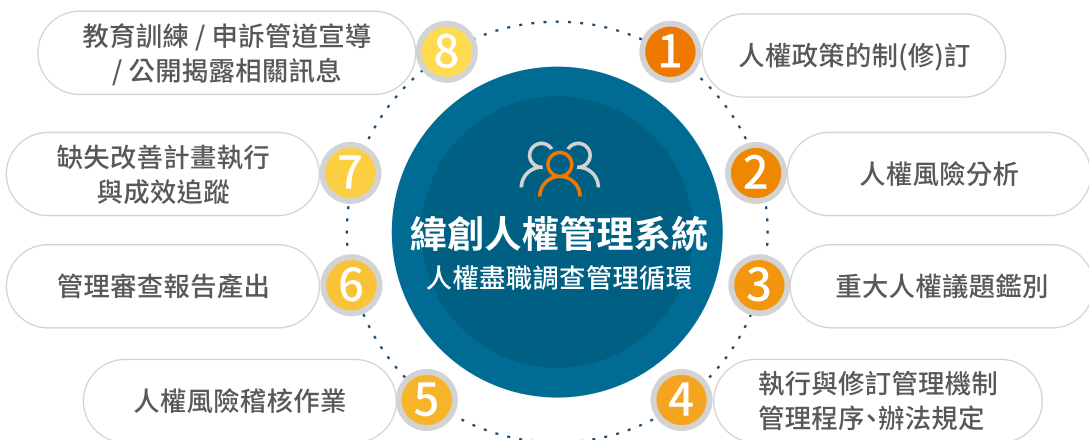 緯創人權管理系統
人權盡職調查管理循環
1
人權政策的制(修)訂
2
人權風險分析
3
重大人權議題鑑別
4
執行與修訂管理機制
管理程序、辦法規定
5
人權風險稽核作業
6
管理審查報告產出
7
缺失改善計畫執行
與成效追蹤
8
教育訓練 / 申訴管道宣導
/ 公開揭露相關訊息